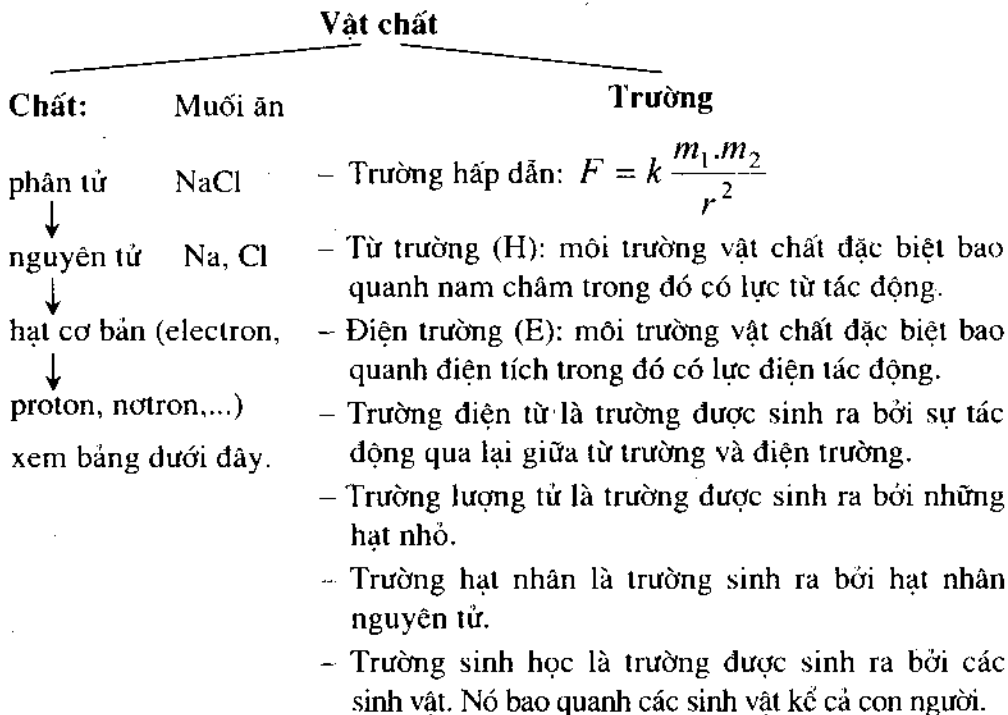 Vật chất
Chất: Muối ăn
phân tử NaCl
↓
nguyên tử Na, Cl
↓
hạt cơ bản (electron,
↓
proton, nơtron,...)
xem bảng dưới đây.
Trường
– Trường hấp dẫn: F = k m₁.m₂ / r²
– Từ trường (H): môi trường vật chất đặc biệt bao
quanh nam châm trong đó có lực từ tác động.
– Điện trường (E): môi trường vật chất đặc biệt bao
quanh điện tích trong đó có lực điện tác động.
– Trường điện từ là trường được sinh ra bởi sự tác
động qua lại giữa từ trường và điện trường.
– Trường lượng tử là trường được sinh ra bởi những
hạt nhỏ.
– Trường hạt nhân là trường sinh ra bởi hạt nhân
nguyên tử.
– Trường sinh học là trường được sinh ra bởi các
sinh vật. Nó bao quanh các sinh vật kể cả con người.